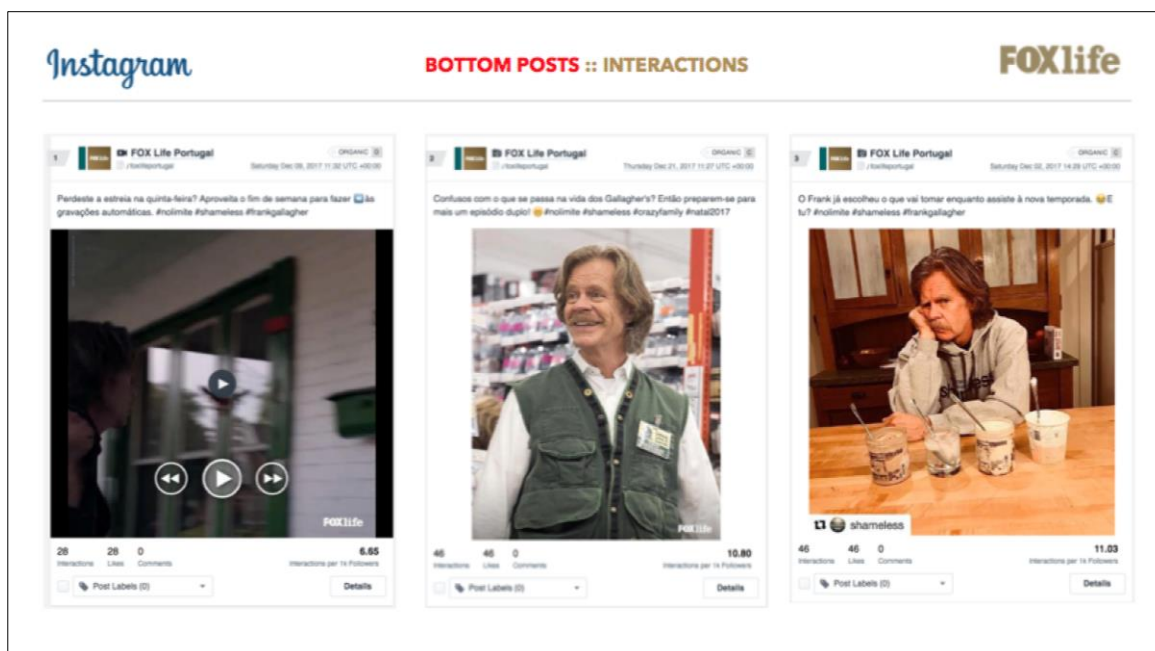 Instagram
BOTTOM POSTS :: INTERACTIONS
FOXlife
1
FOX Life Portugal
/foxlifeportugal
ORGANIC
Saturday Dec 09, 2017 11:32 UTC +00:00
Perdeste a estreia na quinta-feira? Aproveita o fim de semana para fazer ➡️às
gravações automáticas. #nolimite #shameless #frankgallagher
FOXlife
28 28 0
Interactions Likes Comments
6.65
Interactions per 1k Followers
Post Labels (0)
Details
2
FOX Life Portugal
/foxlifeportugal
ORGANIC
Thursday Dec 21, 2017 11:27 UTC +00:00
Confusos com o que se passa na vida dos Gallagher's? Então preparem-se para
mais um episódio duplo! #nolimite #shameless #crazyfamily #natal2017
FOXlife
46 46 0
Interactions Likes Comments
10.80
Interactions per 1k Followers
Post Labels (0)
Details
3
FOX Life Portugal
/foxlifeportugal
ORGANIC
Saturday Dec 02, 2017 14:29 UTC +00:00
O Frank já escolheu o que vai tomar enquanto assiste à nova temporada. E
tu? #nolimite #shameless #frankgallagher
shameless
46 46 0
Interactions Likes Comments
11.03
Interactions per 1k Followers
Post Labels (0)
Details